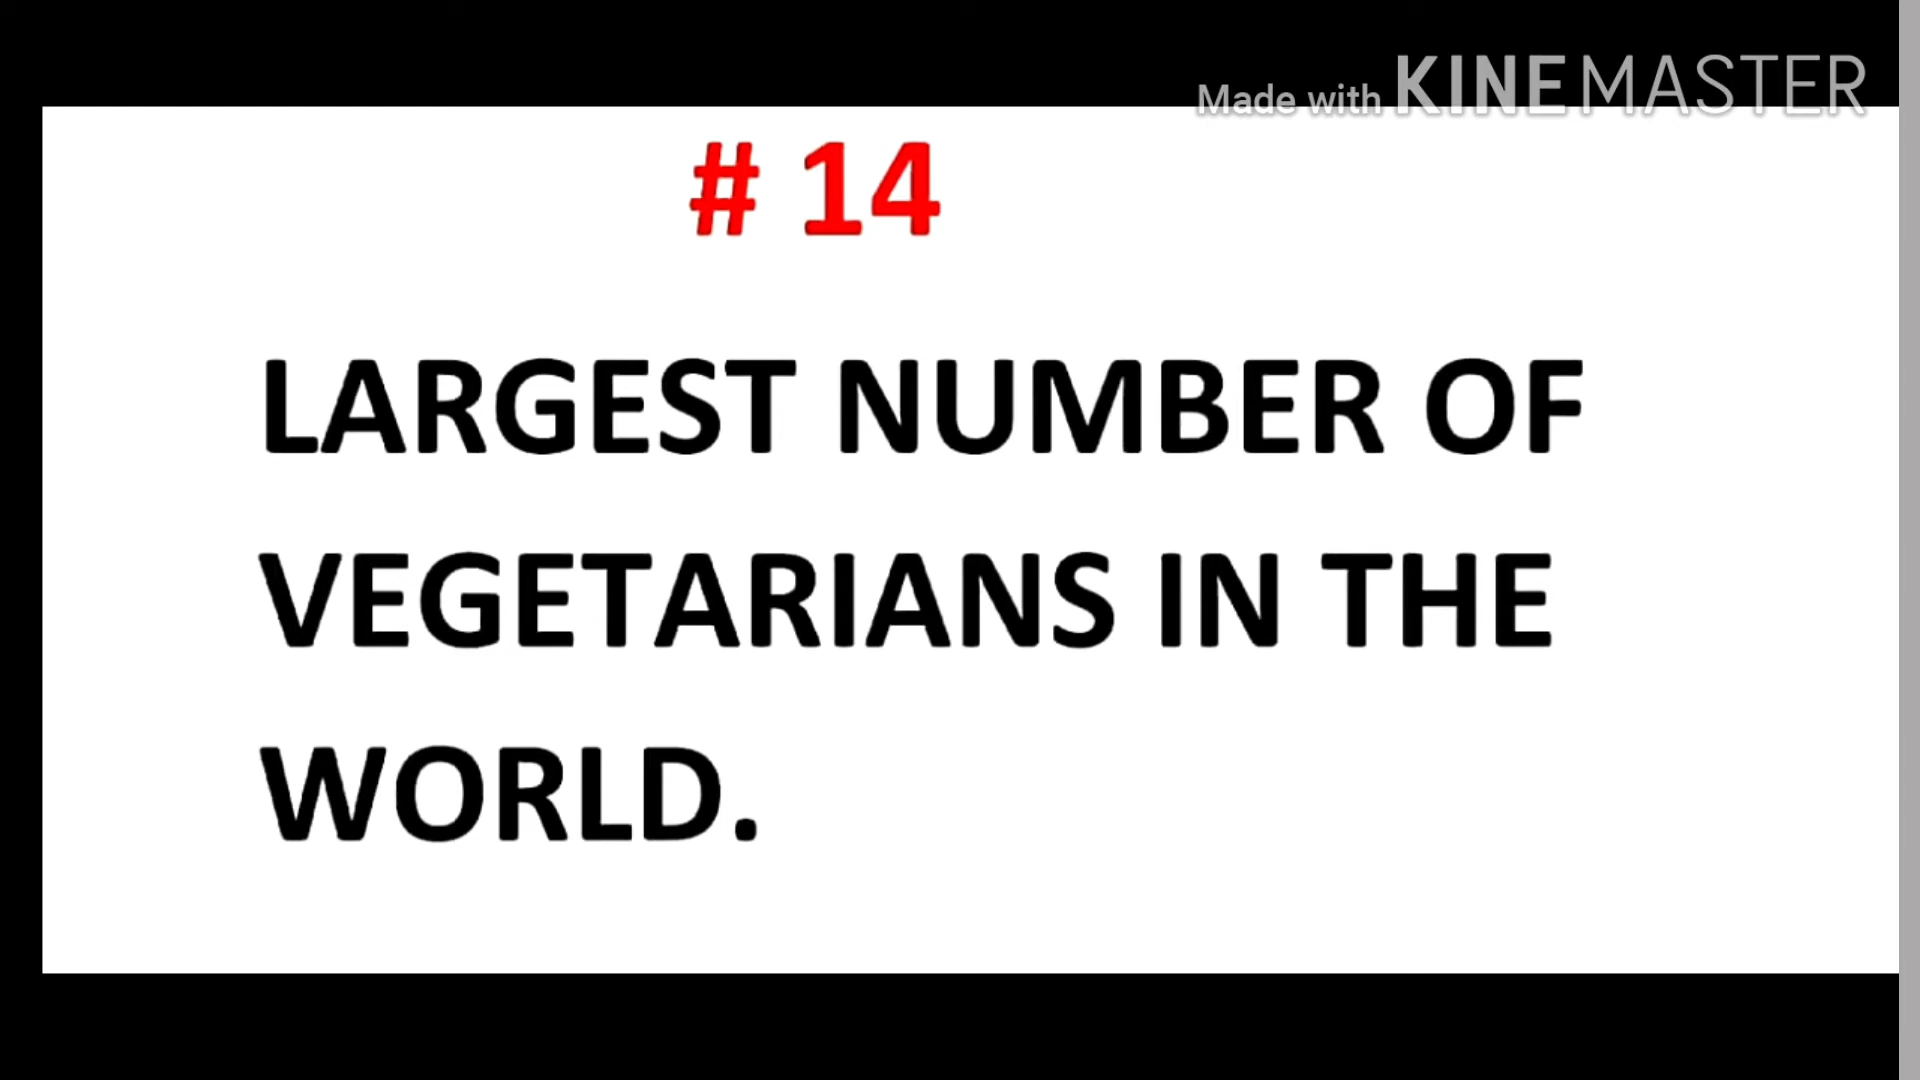 Made with KINEMASTER
# 14
LARGEST NUMBER OF
VEGETARIANS IN THE
WORLD.